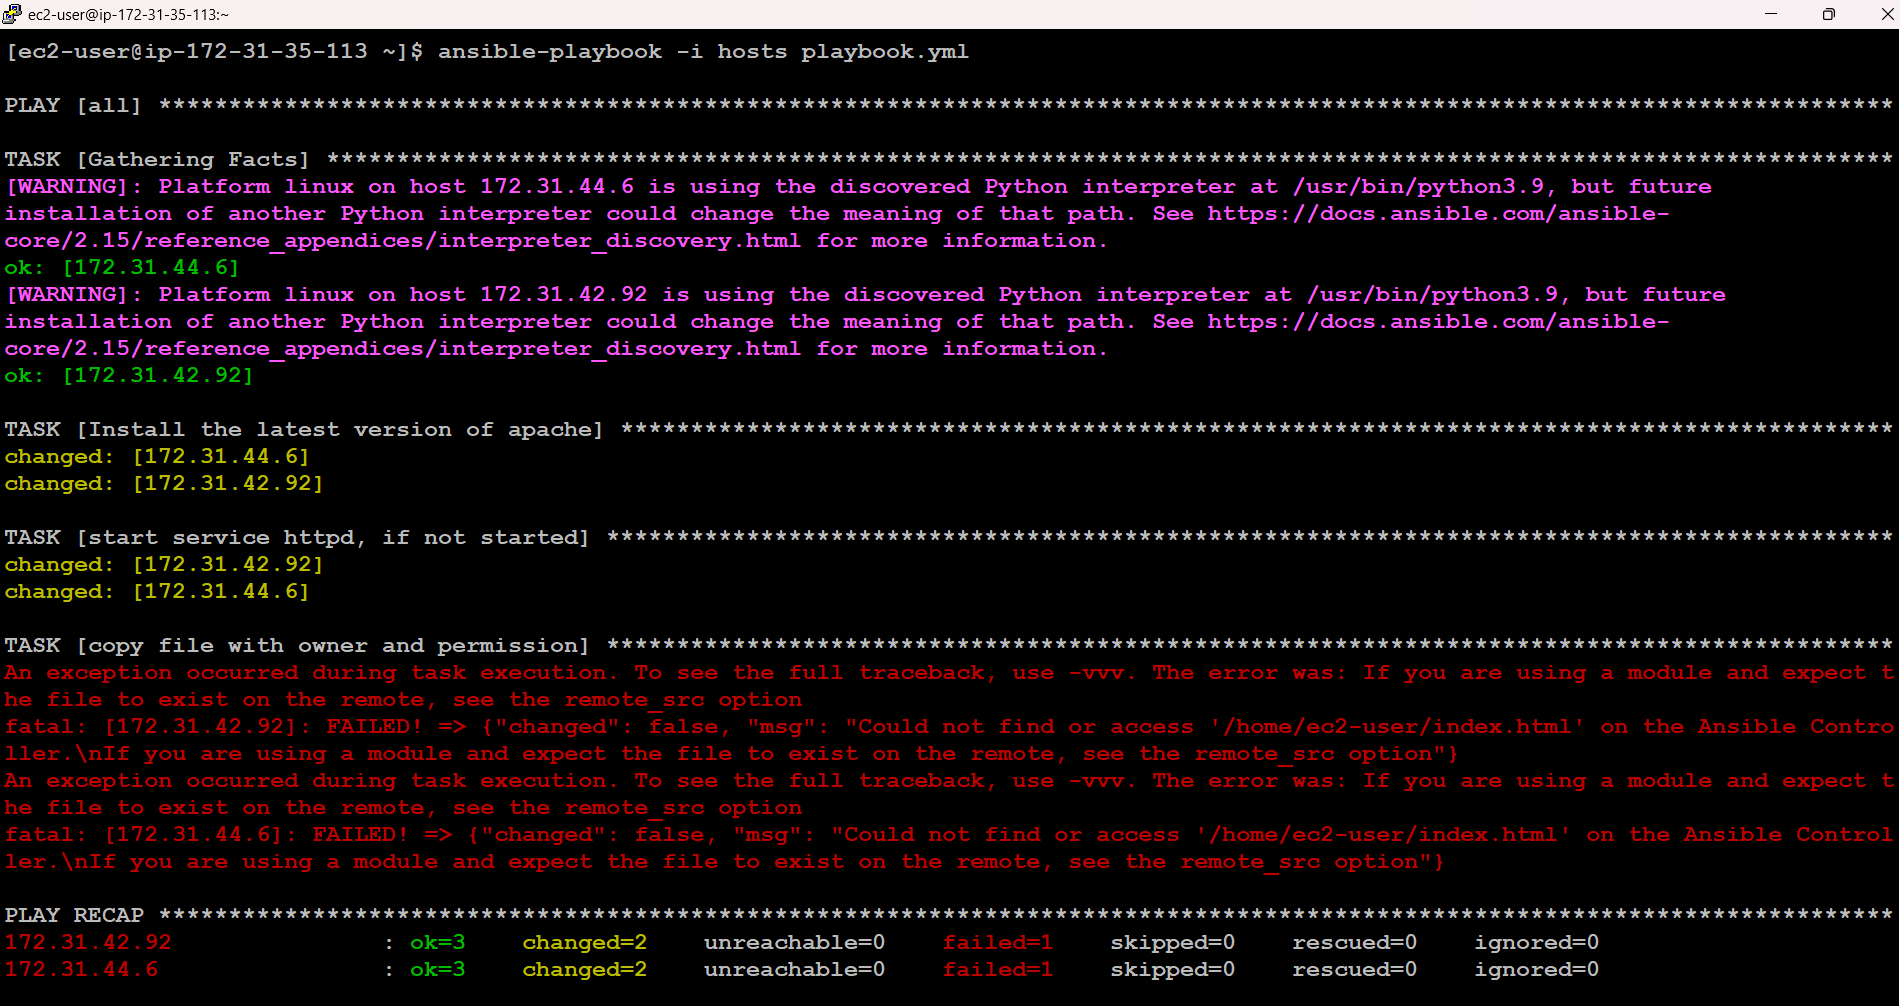 ec2-user@ip-172-31-35-113:~
[ec2-user@ip-172-31-35-113 ~]$ ansible-playbook -i hosts playbook.yml
PLAY [all] ****************************************************************************************************************************
TASK [Gathering Facts] ****************************************************************************************************************
[WARNING]: Platform linux on host 172.31.44.6 is using the discovered Python interpreter at /usr/bin/python3.9, but future
installation of another Python interpreter could change the meaning of that path. See https://docs.ansible.com/ansible-
core/2.15/reference_appendices/interpreter_discovery.html for more information.
ok: [172.31.44.6]
[WARNING]: Platform linux on host 172.31.42.92 is using the discovered Python interpreter at /usr/bin/python3.9, but future
installation of another Python interpreter could change the meaning of that path. See https://docs.ansible.com/ansible-
core/2.15/reference_appendices/interpreter_discovery.html for more information.
ok: [172.31.42.92]
TASK [Install the latest version of apache] *******************************************************************************************
changed: [172.31.44.6]
changed: [172.31.42.92]
TASK [start service httpd, if not started] ********************************************************************************************
changed: [172.31.42.92]
changed: [172.31.44.6]
TASK [copy file with owner and permission] ********************************************************************************************
An exception occurred during task execution. To see the full traceback, use -vvv. The error was: If you are using a module and expect t
he file to exist on the remote, see the remote_src option
fatal: [172.31.42.92]: FAILED! => {"changed": false, "msg": "Could not find or access '/home/ec2-user/index.html' on the Ansible Contro
ller.\nIf you are using a module and expect the file to exist on the remote, see the remote_src option"}
An exception occurred during task execution. To see the full traceback, use -vvv. The error was: If you are using a module and expect t
he file to exist on the remote, see the remote_src option
fatal: [172.31.44.6]: FAILED! => {"changed": false, "msg": "Could not find or access '/home/ec2-user/index.html' on the Ansible Control
ler.\nIf you are using a module and expect the file to exist on the remote, see the remote_src option"}
PLAY RECAP ****************************************************************************************************************************
172.31.42.92 : ok=3 changed=2 unreachable=0 failed=1 skipped=0 rescued=0 ignored=0
172.31.44.6 : ok=3 changed=2 unreachable=0 failed=1 skipped=0 rescued=0 ignored=0